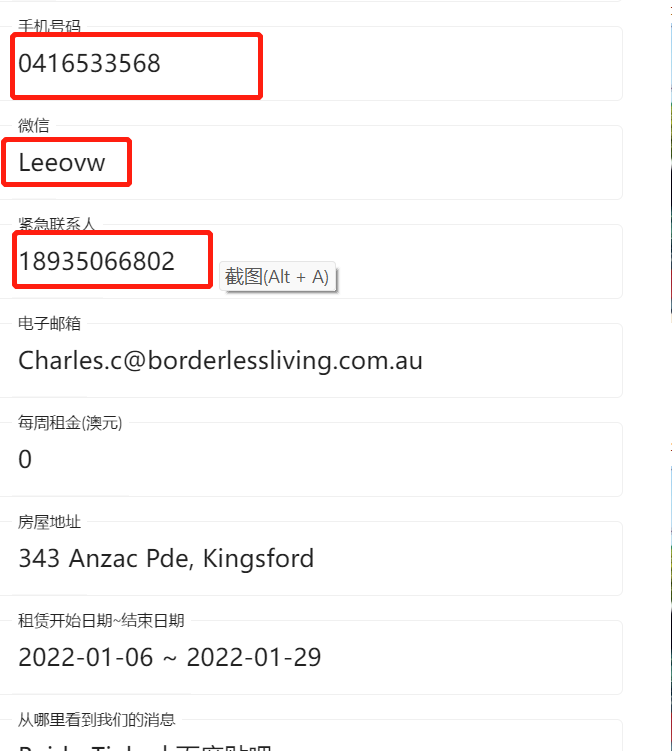 手机号码
0416533568
微信
Leeovw
紧急联系人
18935066802
截图(Alt + A)
电子邮箱
Charles.c@borderlessliving.com.au
每周租金(澳元)
0
房屋地址
343 Anzac Pde, Kingsford
租赁开始日期~结束日期
2022-01-06 ~ 2022-01-29
从哪里看到我们的消息